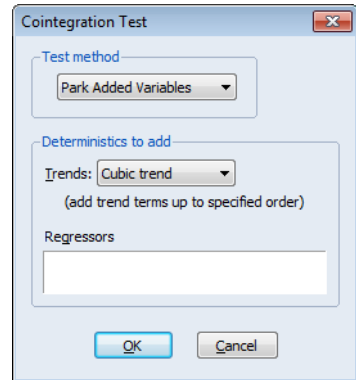 Cointegration Test
Test method
Park Added Variables
Deterministics to add
Trends: Cubic trend
(add trend terms up to specified order)
Regressors
OK Cancel